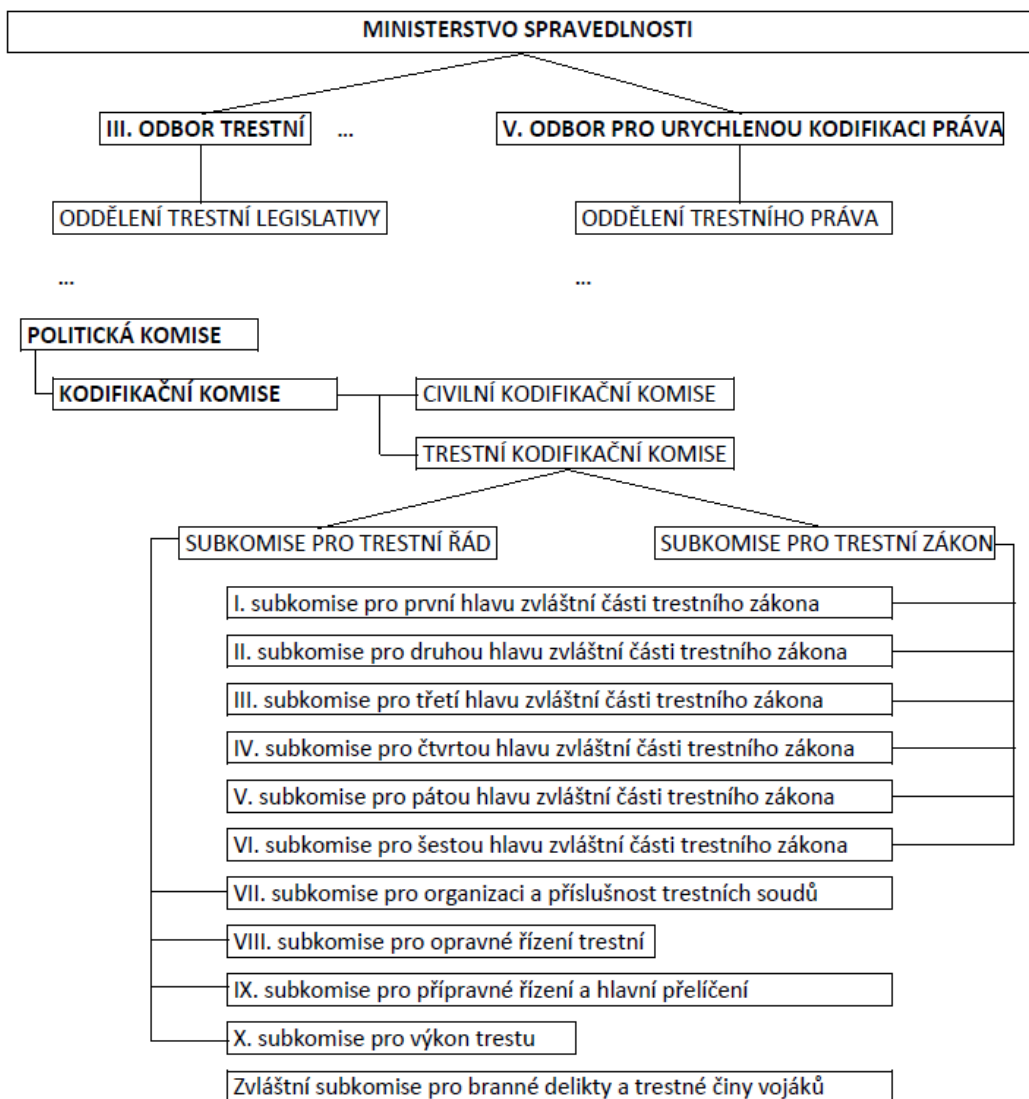 MINISTERSTVO SPRAVEDLNOSTI
III. ODBOR TRESTNÍ ... V. ODBOR PRO URYCHLENOU KODIFIKACI PRÁVA
ODDĚLENÍ TRESTNÍ LEGISLATIVY ODDĚLENÍ TRESTNÍHO PRÁVA
... ...
POLITICKÁ KOMISE
KODIFIKAČNÍ KOMISE CIVILNÍ KODIFIKAČNÍ KOMISE
TRESTNÍ KODIFIKAČNÍ KOMISE
SUBKOMISE PRO TRESTNÍ ŘÁD SUBKOMISE PRO TRESTNÍ ZÁKON
I. subkomise pro první hlavu zvláštní části trestního zákona
II. subkomise pro druhou hlavu zvláštní části trestního zákona
III. subkomise pro třetí hlavu zvláštní části trestního zákona
IV. subkomise pro čtvrtou hlavu zvláštní části trestního zákona
V. subkomise pro pátou hlavu zvláštní části trestního zákona
VI. subkomise pro šestou hlavu zvláštní části trestního zákona
VII. subkomise pro organizaci a příslušnost trestních soudů
VIII. subkomise pro opravné řízení trestní
IX. subkomise pro přípravné řízení a hlavní přelíčení
X. subkomise pro výkon trestu
Zvláštní subkomise pro branné delikty a trestné činy vojáků